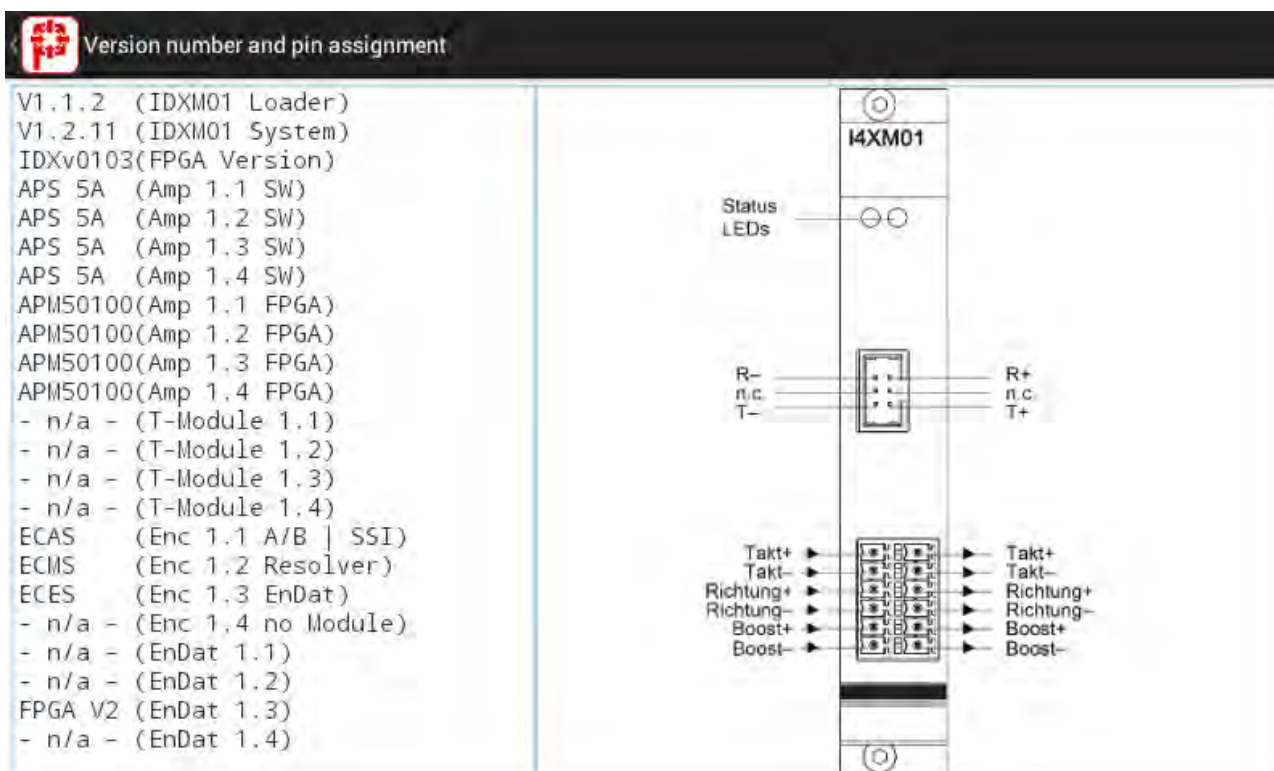 Version number and pin assignment
V1.1.2 (IDXM01 Loader)
V1.2.11 (IDXM01 System)
IDXv0103(FPGA Version)
APS 5A (Amp 1.1 SW)
APS 5A (Amp 1.2 SW)
APS 5A (Amp 1.3 SW)
APS 5A (Amp 1.4 SW)
APM50100(Amp 1.1 FPGA)
APM50100(Amp 1.2 FPGA)
APM50100(Amp 1.3 FPGA)
APM50100(Amp 1.4 FPGA)
- n/a - (T-Module 1.1)
- n/a - (T-Module 1.2)
- n/a - (T-Module 1.3)
- n/a - (T-Module 1.4)
ECAS (Enc 1.1 A/B | SSI)
ECMS (Enc 1.2 Resolver)
ECES (Enc 1.3 EnDat)
- n/a - (Enc 1.4 no Module)
- n/a - (EnDat 1.1)
- n/a - (EnDat 1.2)
FPGA V2 (EnDat 1.3)
- n/a - (EnDat 1.4)
I4XM01
Status
LEDs
R– R+
n.c. n.c.
T– T+
Takt+ Takt+
Takt– Takt–
Richtung+ Richtung+
Richtung– Richtung–
Boost+ Boost+
Boost– Boost–